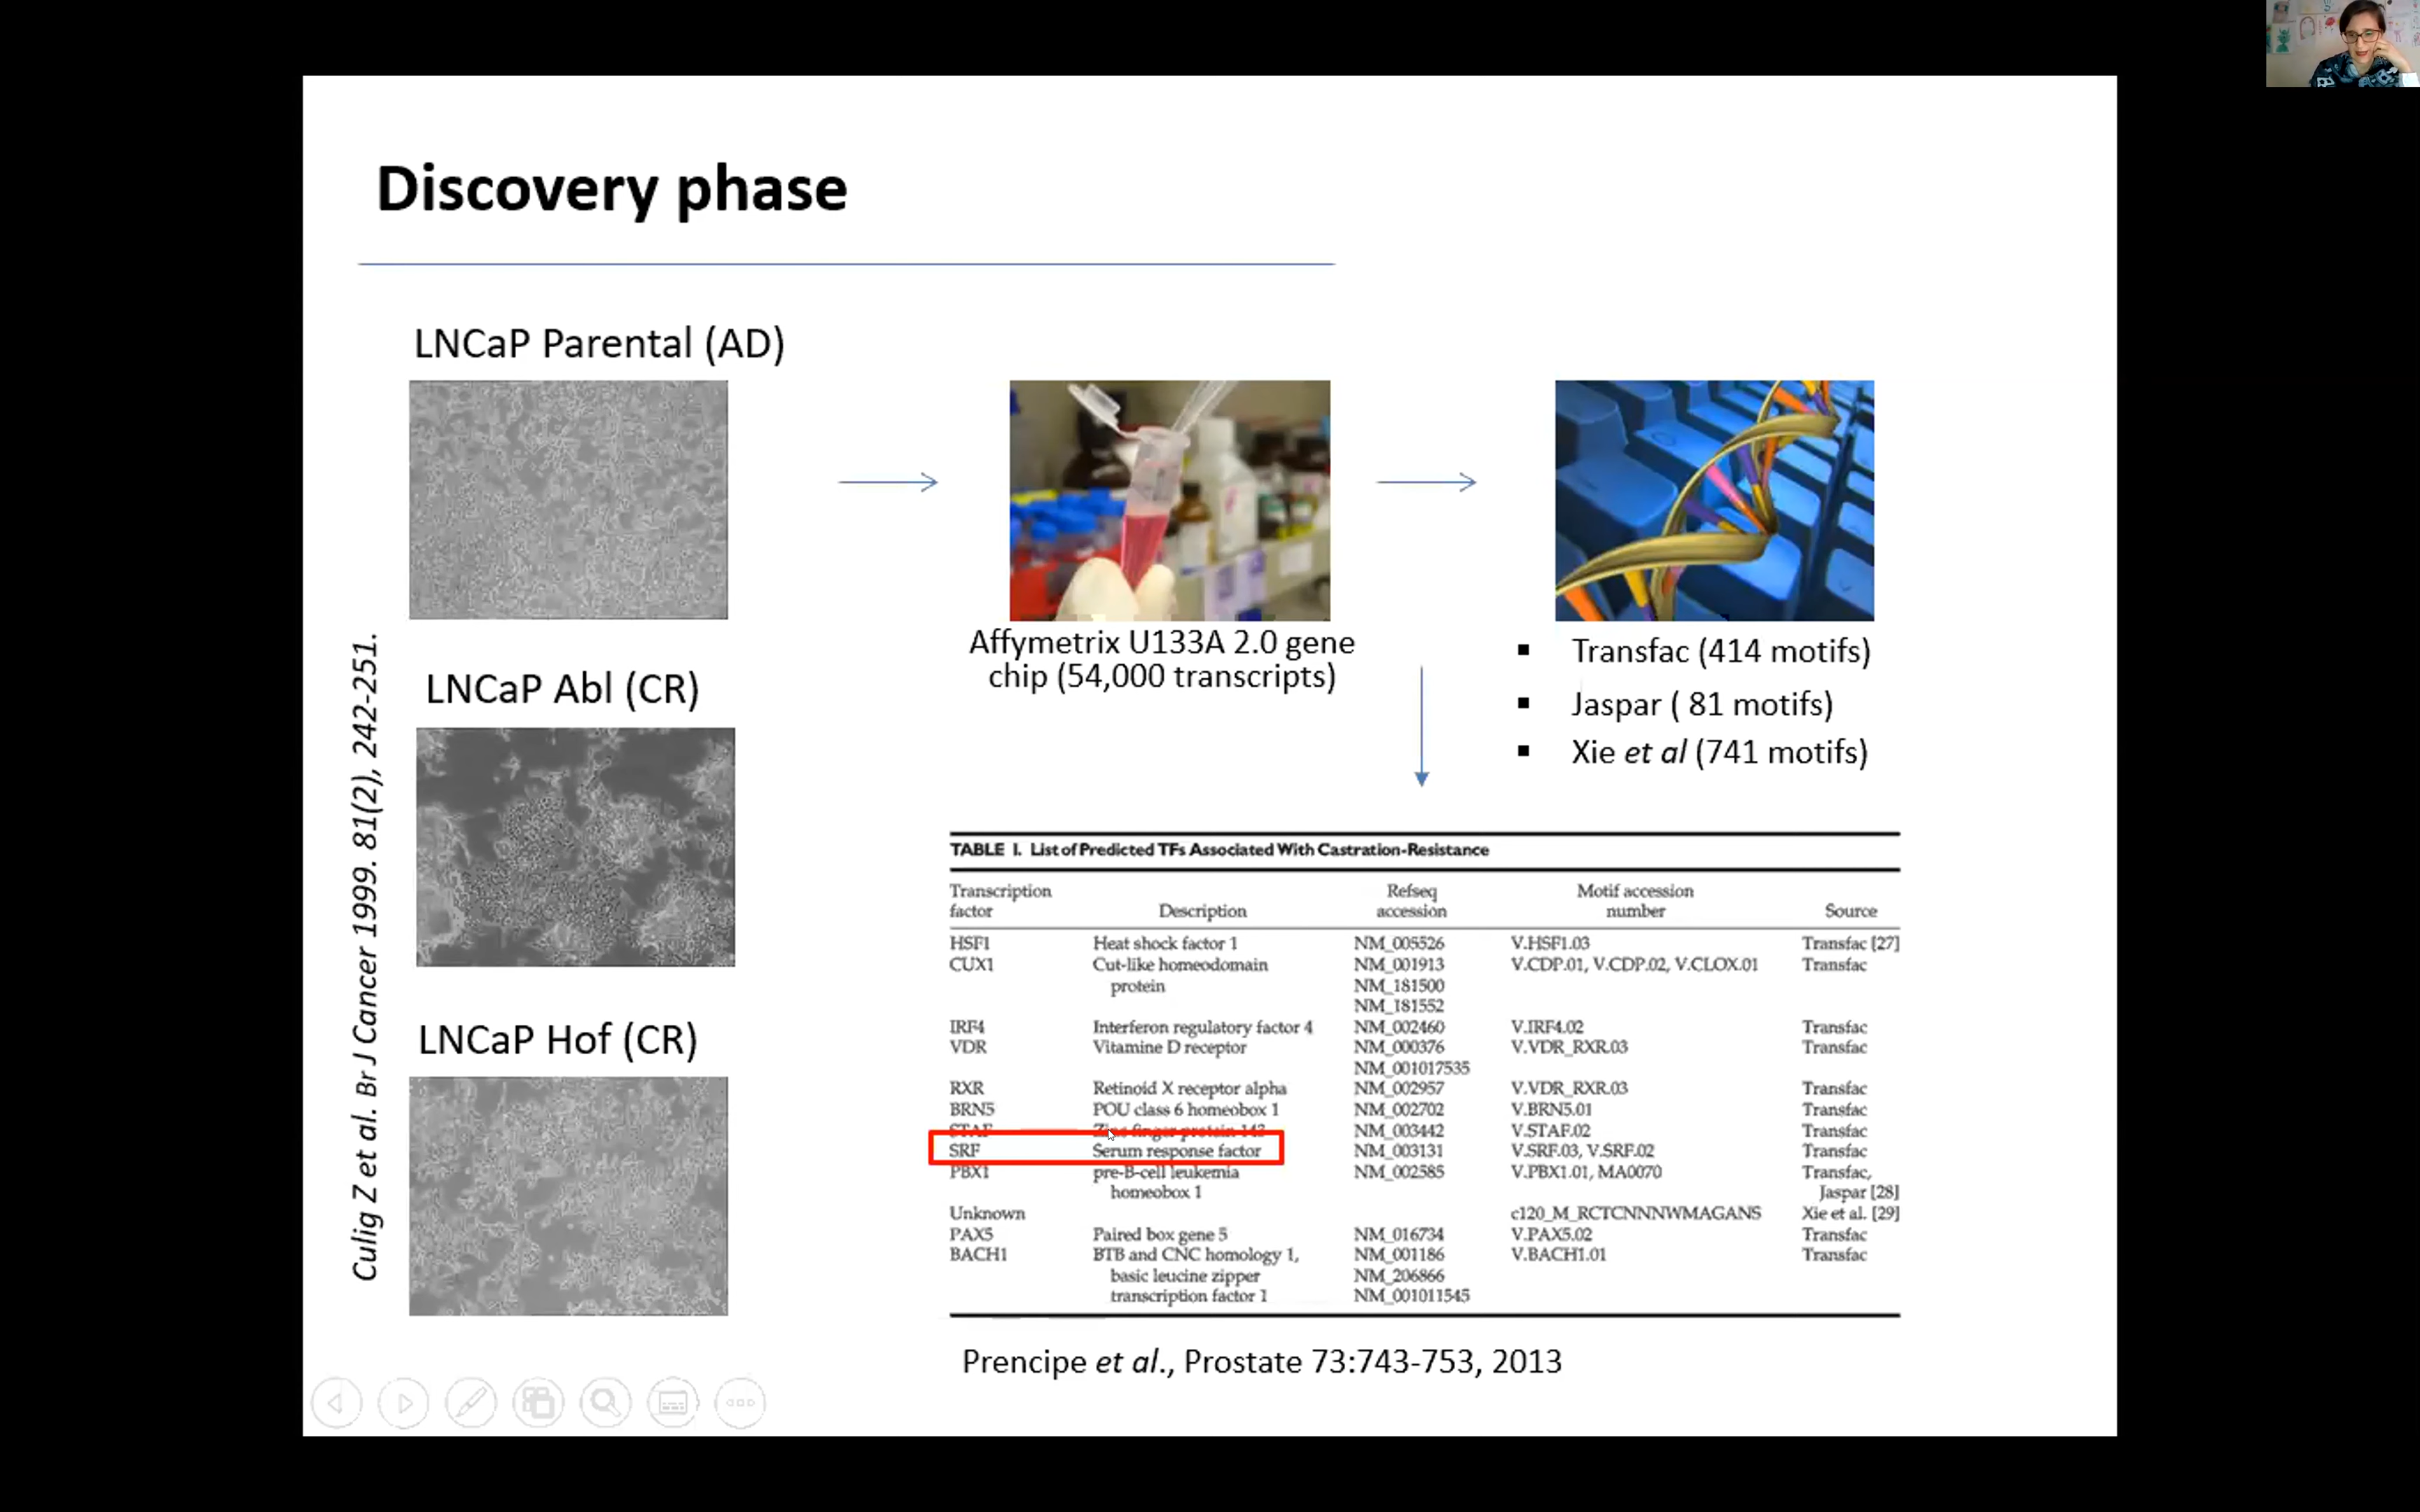 Discovery phase
LNCaP Parental (AD)
LNCaP Abl (CR)
LNCaP Hof (CR)
Culig Z et al. Br J Cancer 1999. 81(2), 242-251.
Affymetrix U133A 2.0 gene
chip (54,000 transcripts)
▪ Transfac (414 motifs)
▪ Jaspar ( 81 motifs)
▪ Xie et al (741 motifs)
TABLE I. List of Predicted TFs Associated With Castration-Resistance
Transcription factor Description Refseq accession Motif accession number Source
HSF1 Heat shock factor 1 NM_005526 V.HSF1.03 Transfac [27]
CUX1 Cut-like homeodomain NM_001913 V.CDP.01, V.CDP.02, V.CLOX.01 Transfac
protein NM_181500
NM_181552
IRF4 Interferon regulatory factor 4 NM_002460 V.IRF4.02 Transfac
VDR Vitamine D receptor NM_000376 V.VDR_RXR.03 Transfac
NM_001017535
RXR Retinoid X receptor alpha NM_002957 V.VDR_RXR.03 Transfac
BRN5 POU class 6 homeobox 1 NM_002702 V.BRN5.01 Transfac
STAF Zinc finger protein 143 NM_003442 V.STAF.02 Transfac
SRF Serum response factor NM_003131 V.SRF.03, V.SRF.02 Transfac
PBX1 pre-B-cell leukemia NM_002585 V.PBX1.01, MA0070 Transfac,
homeobox 1 Jaspar [28]
Unknown c120_M_RCTCNNNWMAGANS Xie et al. [29]
PAX5 Paired box gene 5 NM_016734 V.PAX5.02 Transfac
BACH1 BTB and CNC homology 1, NM_001186 V.BACH1.01 Transfac
basic leucine zipper NM_206866
transcription factor 1 NM_001011545
Prencipe et al., Prostate 73:743-753, 2013